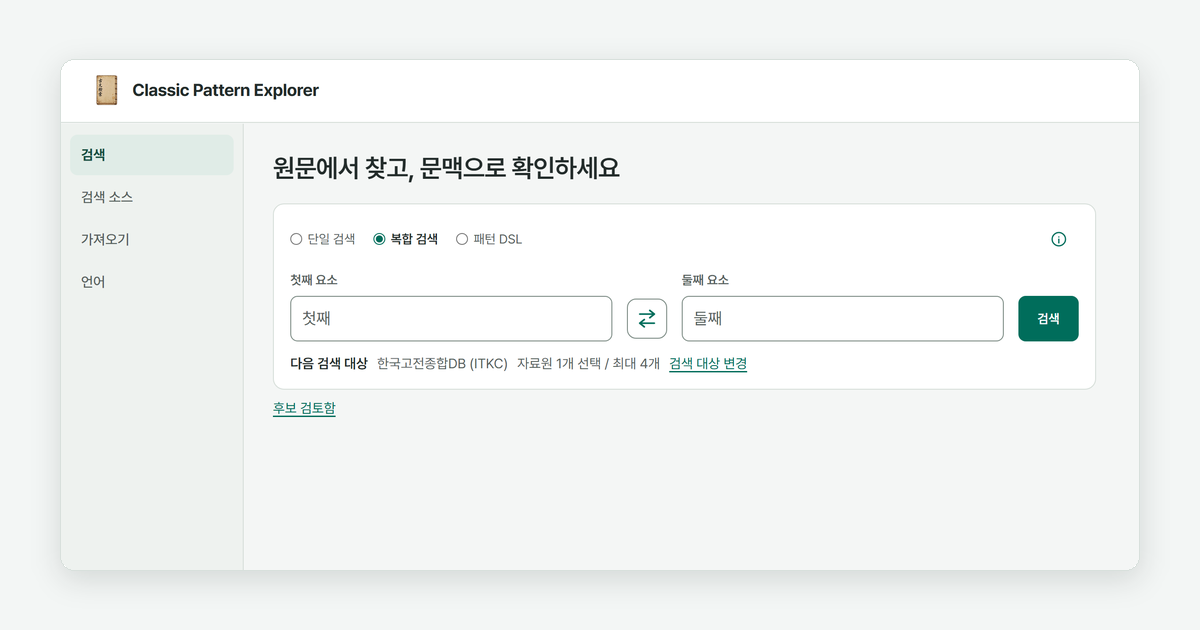 Classic Pattern Explorer
검색
검색 소스
가져오기
언어
원문에서 찾고, 문맥으로 확인하세요
단일 검색 복합 검색 패턴 DSL
첫째 요소 둘째 요소
첫째 둘째 검색
다음 검색 대상 한국고전종합DB (ITKC) 자료원 1개 선택 / 최대 4개 검색 대상 변경
후보 검토함